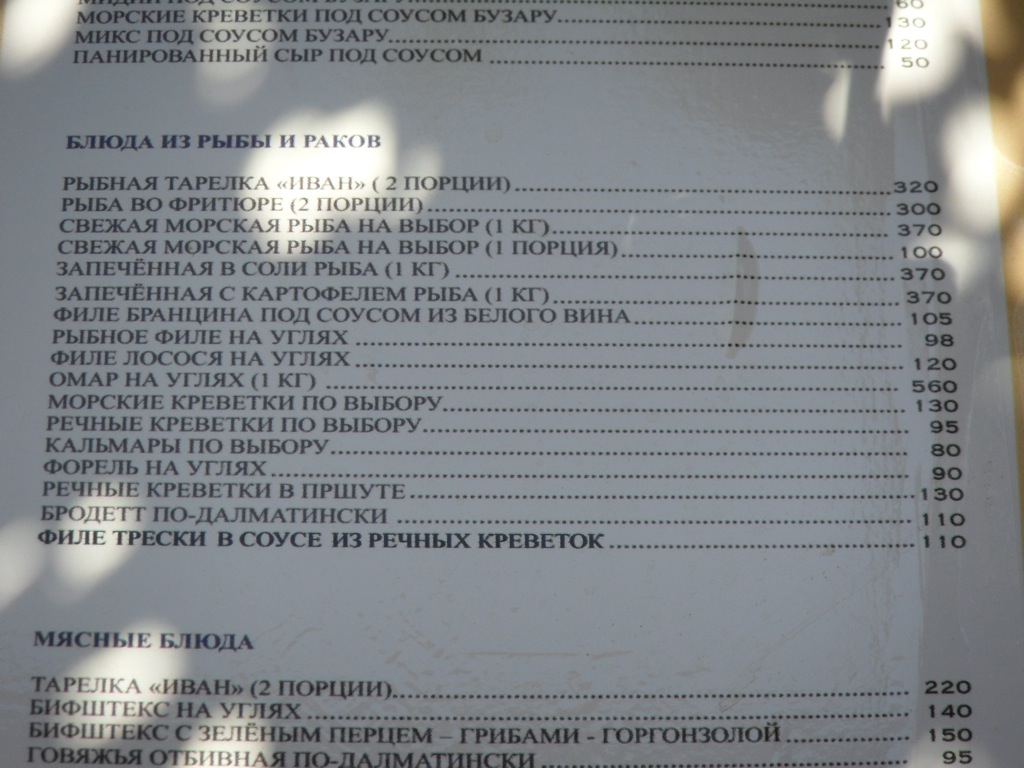 МИДИИ ПОД СОУСОМ БУЗАРУ 60
МОРСКИЕ КРЕВЕТКИ ПОД СОУСОМ БУЗАРУ 130
МИКС ПОД СОУСОМ БУЗАРУ 120
ПАНИРОВАННЫЙ СЫР ПОД СОУСОМ 50
БЛЮДА ИЗ РЫБЫ И РАКОВ
РЫБНАЯ ТАРЕЛКА «ИВАН» ( 2 ПОРЦИИ) 320
РЫБА ВО ФРИТЮРЕ (2 ПОРЦИИ) 300
СВЕЖАЯ МОРСКАЯ РЫБА НА ВЫБОР (1 КГ) 370
СВЕЖАЯ МОРСКАЯ РЫБА НА ВЫБОР (1 ПОРЦИЯ) 100
ЗАПЕЧЁННАЯ В СОЛИ РЫБА (1 КГ) 370
ЗАПЕЧЁННАЯ С КАРТОФЕЛЕМ РЫБА (1 КГ) 370
ФИЛЕ БРАНЦИНА ПОД СОУСОМ ИЗ БЕЛОГО ВИНА 105
РЫБНОЕ ФИЛЕ НА УГЛЯХ 98
ФИЛЕ ЛОСОСЯ НА УГЛЯХ 120
ОМАР НА УГЛЯХ (1 КГ) 560
МОРСКИЕ КРЕВЕТКИ ПО ВЫБОРУ 130
РЕЧНЫЕ КРЕВЕТКИ ПО ВЫБОРУ 95
КАЛЬМАРЫ ПО ВЫБОРУ 80
ФОРЕЛЬ НА УГЛЯХ 90
РЕЧНЫЕ КРЕВЕТКИ В ПРШУТЕ 130
БРОДЕТТ ПО-ДАЛМАТИНСКИ 110
ФИЛЕ ТРЕСКИ В СОУСЕ ИЗ РЕЧНЫХ КРЕВЕТОК 110
МЯСНЫЕ БЛЮДА
ТАРЕЛКА «ИВАН» (2 ПОРЦИИ) 220
БИФШТЕКС НА УГЛЯХ 140
БИФШТЕКС С ЗЕЛЁНЫМ ПЕРЦЕМ – ГРИБАМИ - ГОРГОНЗОЛОЙ 150
ГОВЯЖЬЯ ОТБИВНАЯ ПО-ДАЛМАТИНСКИ 95